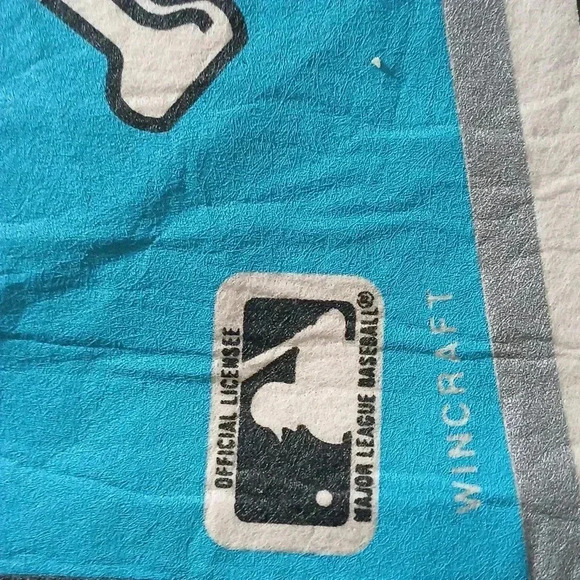 OFFICIAL LICENSEE
MAJOR LEAGUE BASEBALL®
WINCRAFT